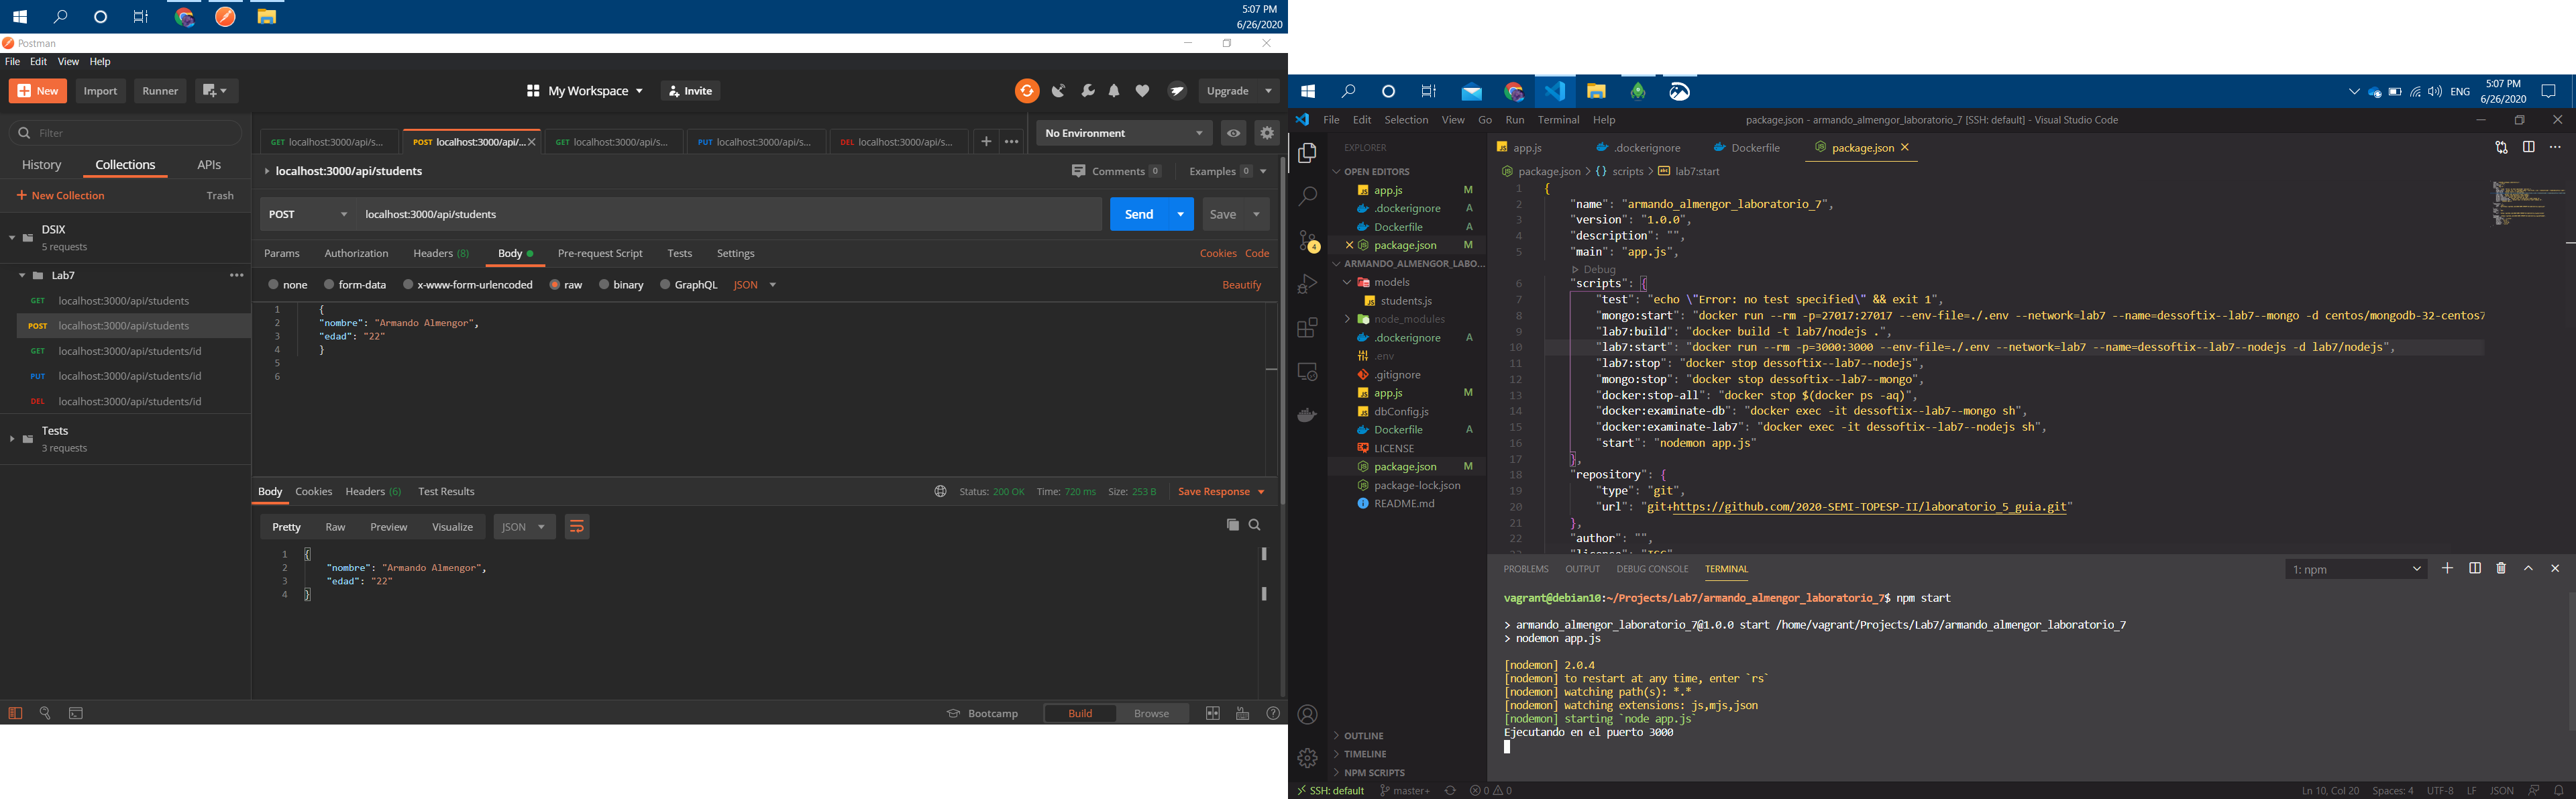 5:07 PM
6/26/2020
Postman
File Edit View Help
New Import Runner My Workspace Invite Upgrade
Filter
History Collections APIs
+ New Collection Trash
DSIX
5 requests
Lab7
GET localhost:3000/api/students
POST localhost:3000/api/students
GET localhost:3000/api/students/id
PUT localhost:3000/api/students/id
DEL localhost:3000/api/students/id
Tests
3 requests
GET localhost:3000/api/s... POST localhost:3000/api/... GET localhost:3000/api/s... PUT localhost:3000/api/s... DEL localhost:3000/api/s... No Environment
localhost:3000/api/students Comments 0 Examples 0
POST localhost:3000/api/students Send Save
Params Authorization Headers (8) Body Pre-request Script Tests Settings Cookies Code
none form-data x-www-form-urlencoded raw binary GraphQL JSON Beautify
1 {
2 "nombre": "Armando Almengor",
3 "edad": "22"
4 }
5
6
Body Cookies Headers (6) Test Results Status: 200 OK Time: 720 ms Size: 253 B Save Response
Pretty Raw Preview Visualize JSON
1 {
2 "nombre": "Armando Almengor",
3 "edad": "22"
4 }
Bootcamp Build Browse
ENG 5:07 PM
6/26/2020
File Edit Selection View Go Run Terminal Help package.json - armando_almengor_laboratorio_7 [SSH: default] - Visual Studio Code
EXPLORER
OPEN EDITORS
app.js M
.dockerignore A
Dockerfile A
package.json M
ARMANDO_ALMENGOR_LABO...
models
students.js
node_modules
.dockerignore A
.env
.gitignore
app.js M
dbConfig.js
Dockerfile A
LICENSE
package.json M
package-lock.json
README.md
OUTLINE
TIMELINE
NPM SCRIPTS
4
app.js .dockerignore Dockerfile package.json
package.json > {} scripts > lab7:start
1 {
2 "name": "armando_almengor_laboratorio_7",
3 "version": "1.0.0",
4 "description": "",
5 "main": "app.js",
Debug
6 "scripts": {
7 "test": "echo \"Error: no test specified\" && exit 1",
8 "mongo:start": "docker run --rm -p=27017:27017 --env-file=./.env --network=lab7 --name=dessoftix--lab7--mongo -d centos/mongodb-32-centos7
9 "lab7:build": "docker build -t lab7/nodejs .",
10 "lab7:start": "docker run --rm -p=3000:3000 --env-file=./.env --network=lab7 --name=dessoftix--lab7--nodejs -d lab7/nodejs",
11 "lab7:stop": "docker stop dessoftix--lab7--nodejs",
12 "mongo:stop": "docker stop dessoftix--lab7--mongo",
13 "docker:stop-all": "docker stop $(docker ps -aq)",
14 "docker:examinate-db": "docker exec -it dessoftix--lab7--mongo sh",
15 "docker:examinate-lab7": "docker exec -it dessoftix--lab7--nodejs sh",
16 "start": "nodemon app.js"
17 },
18 "repository": {
19 "type": "git",
20 "url": "git+https://github.com/2020-SEMI-TOPESP-II/laboratorio_5_guia.git"
21 },
22 "author": "",
"license": "ISC"
PROBLEMS OUTPUT DEBUG CONSOLE TERMINAL 1: npm
vagrant@debian10:~/Projects/Lab7/armando_almengor_laboratorio_7$ npm start
> armando_almengor_laboratorio_7@1.0.0 start /home/vagrant/Projects/Lab7/armando_almengor_laboratorio_7
> nodemon app.js
[nodemon] 2.0.4
[nodemon] to restart at any time, enter `rs`
[nodemon] watching path(s): *.*
[nodemon] watching extensions: js,mjs,json
[nodemon] starting `node app.js`
Ejecutando en el puerto 3000
SSH: default master+ 0 0 Ln 10, Col 20 Spaces: 4 UTF-8 LF JSON